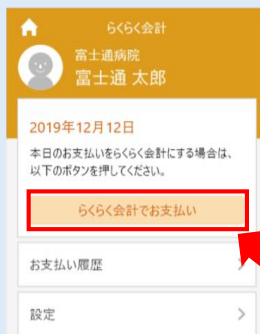 らくらく会計
富士通病院
富士通 太郎
2019年12月12日
本日のお支払いをらくらく会計にする場合は、
以下のボタンを押してください。
らくらく会計でお支払い
お支払い履歴
設定